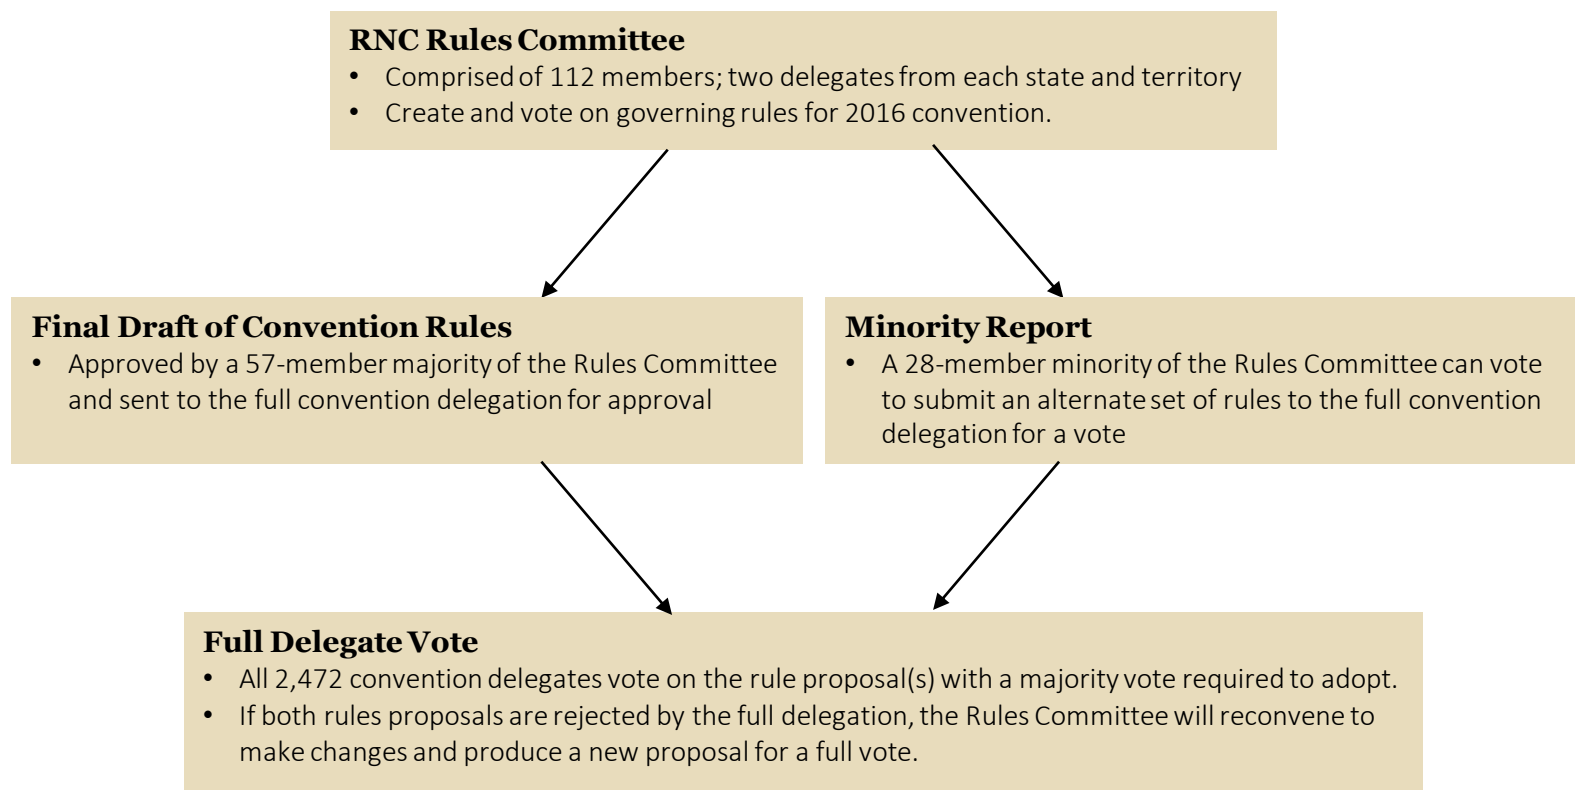 RNC Rules Committee
• Comprised of 112 members; two delegates from each state and territory
• Create and vote on governing rules for 2016 convention.
Final Draft of Convention Rules
• Approved by a 57-member majority of the Rules Committee
and sent to the full convention delegation for approval
Minority Report
• A 28-member minority of the Rules Committee can vote
to submit an alternate set of rules to the full convention
delegation for a vote
Full Delegate Vote
• All 2,472 convention delegates vote on the rule proposal(s) with a majority vote required to adopt.
• If both rules proposals are rejected by the full delegation, the Rules Committee will reconvene to
make changes and produce a new proposal for a full vote.